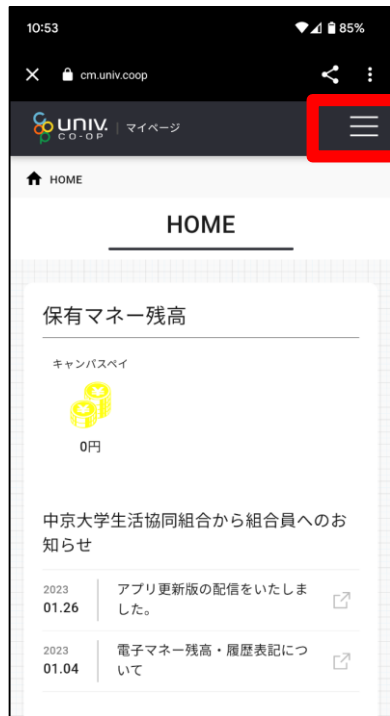 10:53
85%
cm.univ.coop
UNIV.
CO-OP
マイページ
HOME
HOME
保有マネー残高
キャンパスペイ
0円
中京大学生活協同組合から組合員へのお
知らせ
2023
01.26
アプリ更新版の配信をいたしま
した。
2023
01.04
電子マネー残高・履歴表記につ
いて